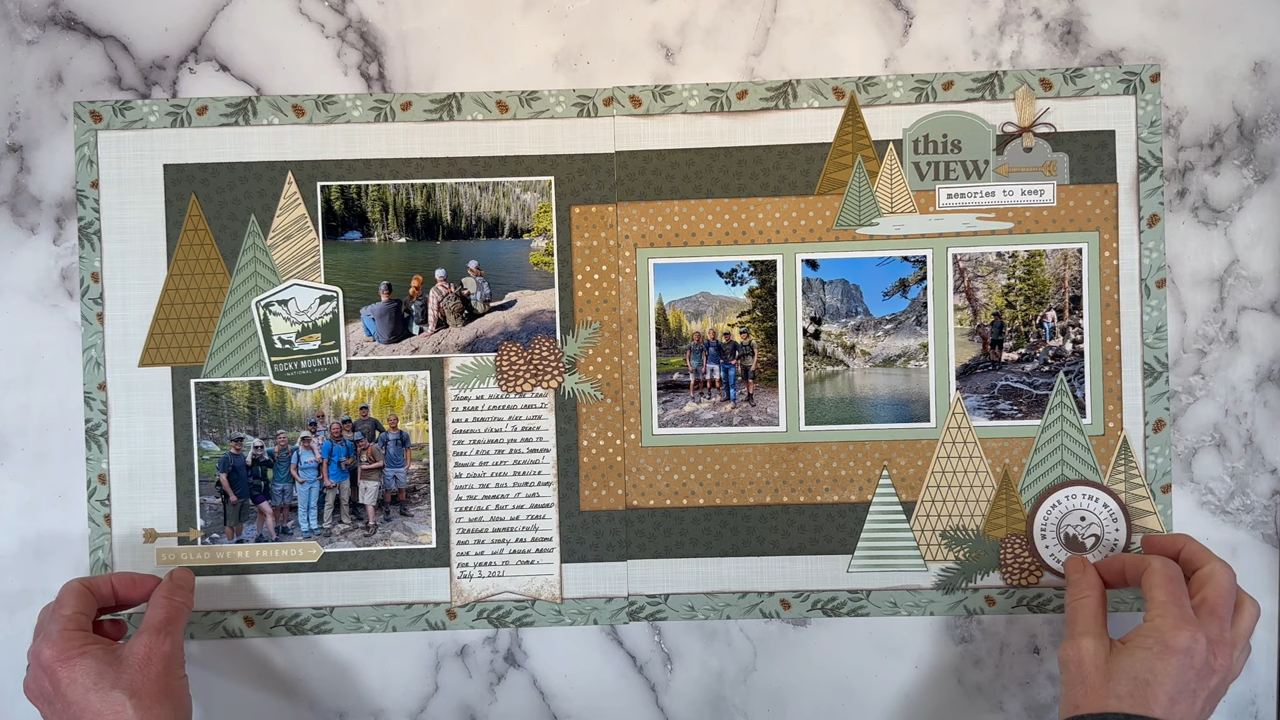 this
VIEW
memories to keep
ROCKY MOUNTAIN
NATIONAL PARK
TODAY WE HIKED THE TRAIL
TO BEAR / EMERALD LAKES. IT
WAS A BEAUTIFUL HIKE WITH
GORGEOUS VIEWS! TO REACH
THE TRAILHEAD YOU HAD TO
PARK / RIDE THE BUS. SOMEHOW
BONNIE GOT LEFT BEHIND!
WE DIDN'T EVEN REALIZE
UNTIL THE BUS PULLED AWAY.
IN THE MOMENT IT WAS
TERRIBLE BUT SHE HANDLED
IT WELL. NOW WE TEASE
UNMERCIFULLY
AND THE STORY HAS BECOME
ONE WE WILL LAUGH ABOUT
FOR YEARS TO COME.
July 3, 2021
SO GLAD WE'RE FRIENDS
WELCOME TO THE WILD